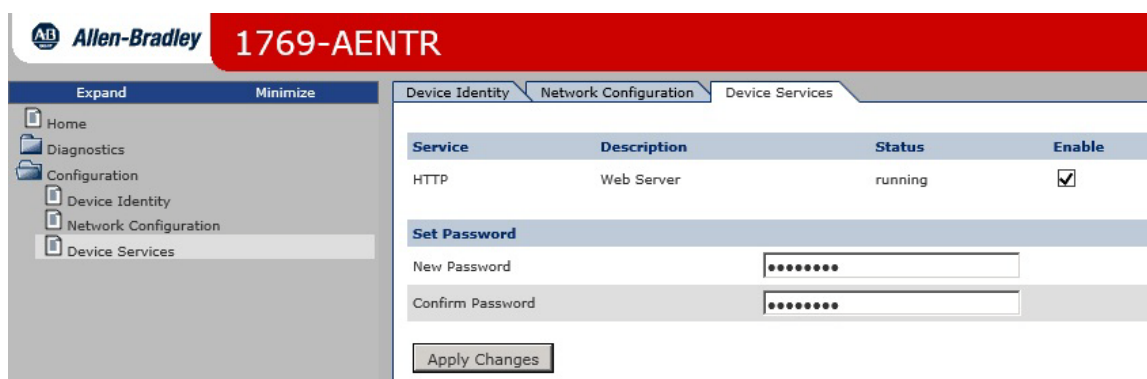 AB Allen-Bradley 1769-AENTR
Expand Minimize
Home
Diagnostics
Configuration
Device Identity
Network Configuration
Device Services
Device Identity Network Configuration Device Services
Service Description Status Enable
HTTP Web Server running
Set Password
New Password ••••••••
Confirm Password ••••••••
Apply Changes